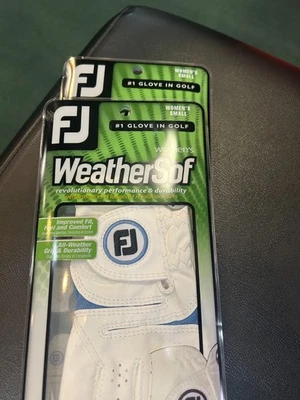 FJ
WOMEN'S
SMALL
#1 GLOVE IN GOLF
FJ
WOMEN'S
SMALL
#1 GLOVE IN GOLF
women's
WeatherSof
revolutionary performance & durability
Improved Fit,
Feel and Comfort
All-Weather
Grip & Durability
FJ